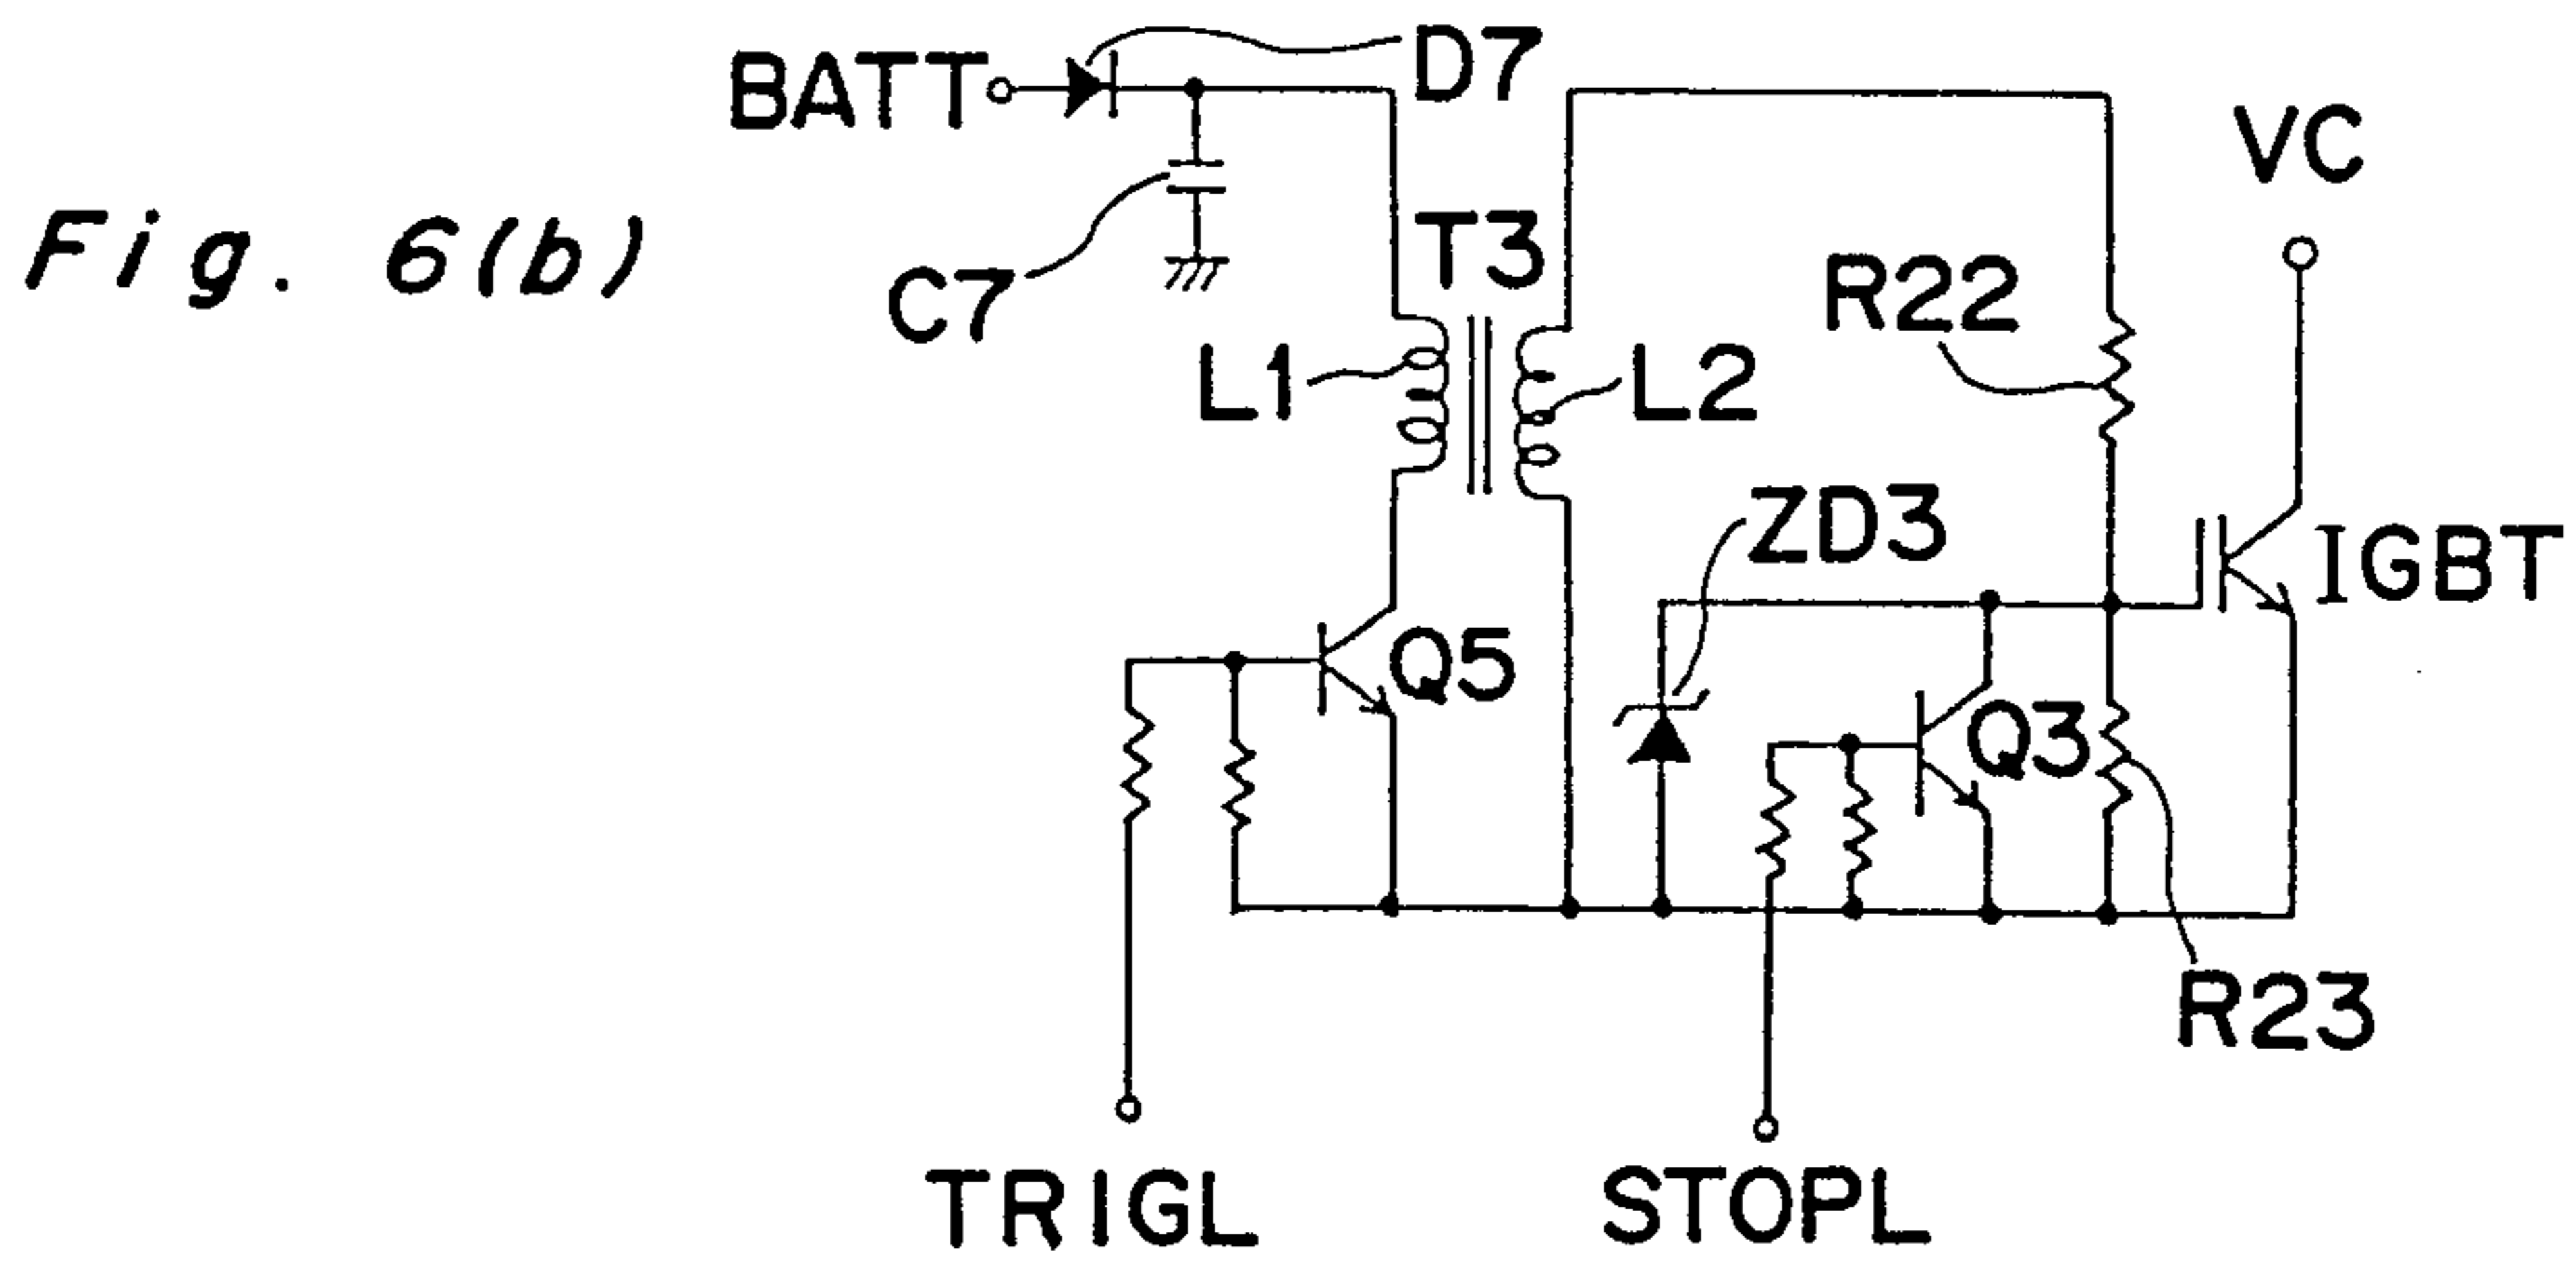 BATT
D7
VC
Fig. 6(b)
C7
T3
R22
L1
L2
ZD3
IGBT
Q5
Q3
R23
TRIGL
STOPL